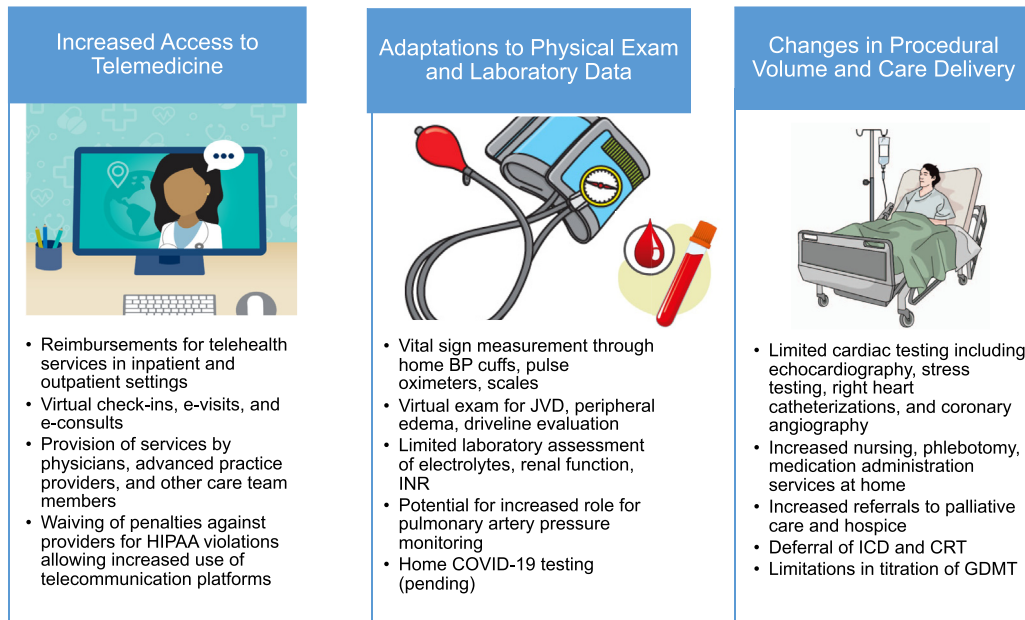 Increased Access to
Telemedicine
• Reimbursements for telehealth
services in inpatient and
outpatient settings
• Virtual check-ins, e-visits, and
e-consults
• Provision of services by
physicians, advanced practice
providers, and other care team
members
• Waiving of penalties against
providers for HIPAA violations
allowing increased use of
telecommunication platforms
Adaptations to Physical Exam
and Laboratory Data
• Vital sign measurement through
home BP cuffs, pulse
oximeters, scales
• Virtual exam for JVD, peripheral
edema, driveline evaluation
• Limited laboratory assessment
of electrolytes, renal function,
INR
• Potential for increased role for
pulmonary artery pressure
monitoring
• Home COVID-19 testing
(pending)
Changes in Procedural
Volume and Care Delivery
• Limited cardiac testing including
echocardiography, stress
testing, right heart
catheterizations, and coronary
angiography
• Increased nursing, phlebotomy,
medication administration
services at home
• Increased referrals to palliative
care and hospice
• Deferral of ICD and CRT
• Limitations in titration of GDMT